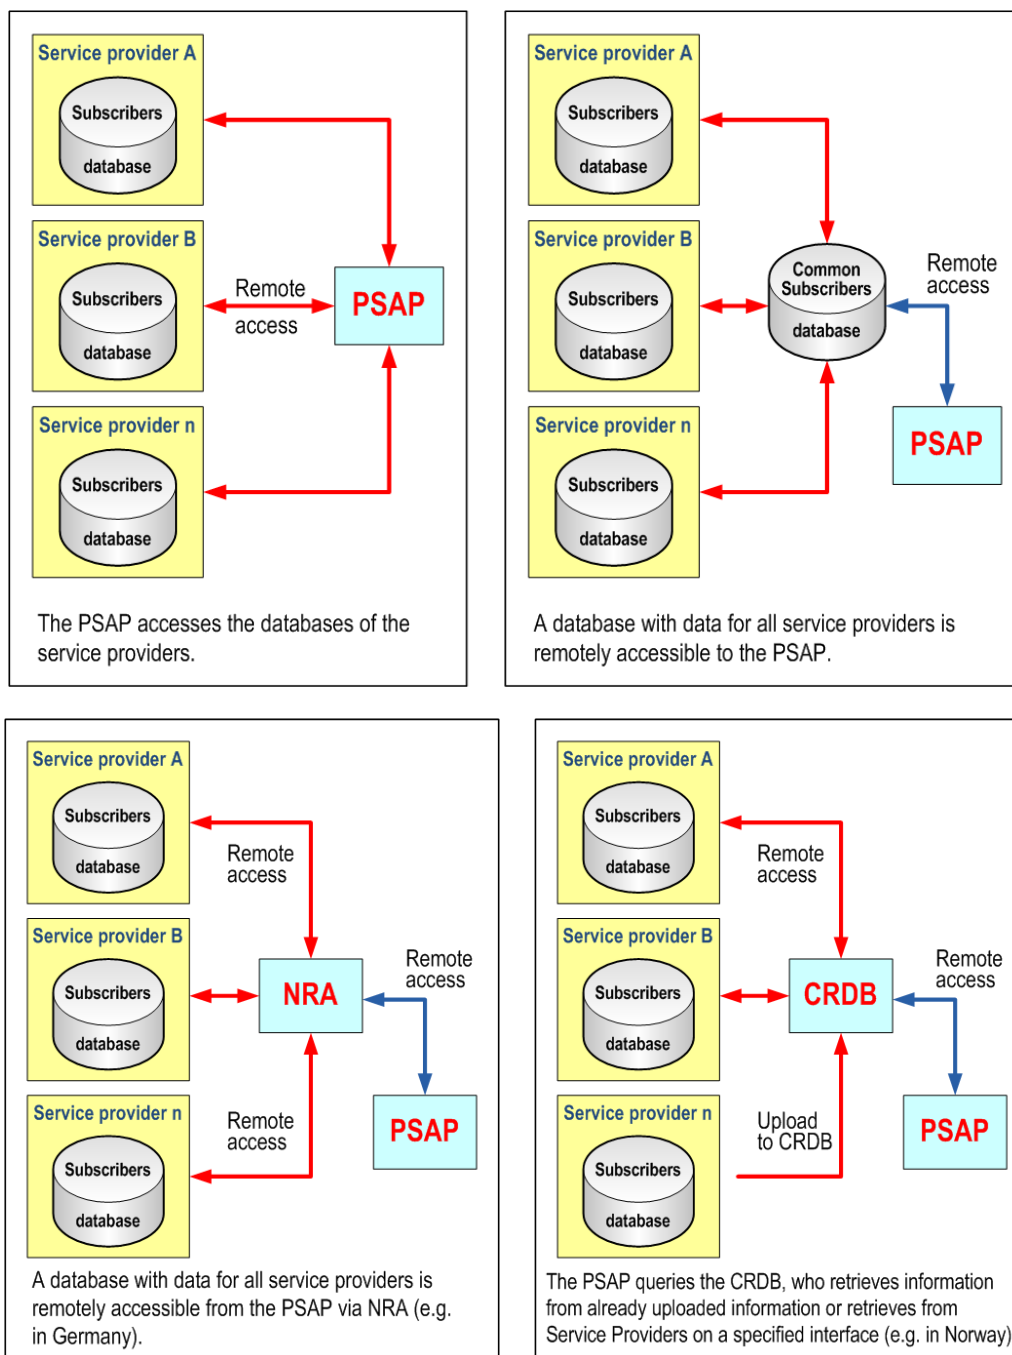 Service provider A
Subscribers
database
Service provider B
Subscribers
database
Remote
access
PSAP
Service provider n
Subscribers
database
The PSAP accesses the databases of the
service providers.
Service provider A
Subscribers
database
Service provider B
Subscribers
database
Common
Subscribers
database
Remote
access
Service provider n
Subscribers
database
PSAP
A database with data for all service providers is
remotely accessible to the PSAP.
Service provider A
Subscribers
database
Remote
access
Service provider B
Subscribers
database
NRA
Remote
access
Service provider n
Subscribers
database
Remote
access
PSAP
A database with data for all service providers is
remotely accessible from the PSAP via NRA (e.g.
in Germany).
Service provider A
Subscribers
database
Remote
access
Service provider B
Subscribers
database
CRDB
Remote
access
Service provider n
Subscribers
database
Upload
to CRDB
PSAP
The PSAP queries the CRDB, who retrieves information
from already uploaded information or retrieves from
Service Providers on a specified interface (e.g. in Norway)